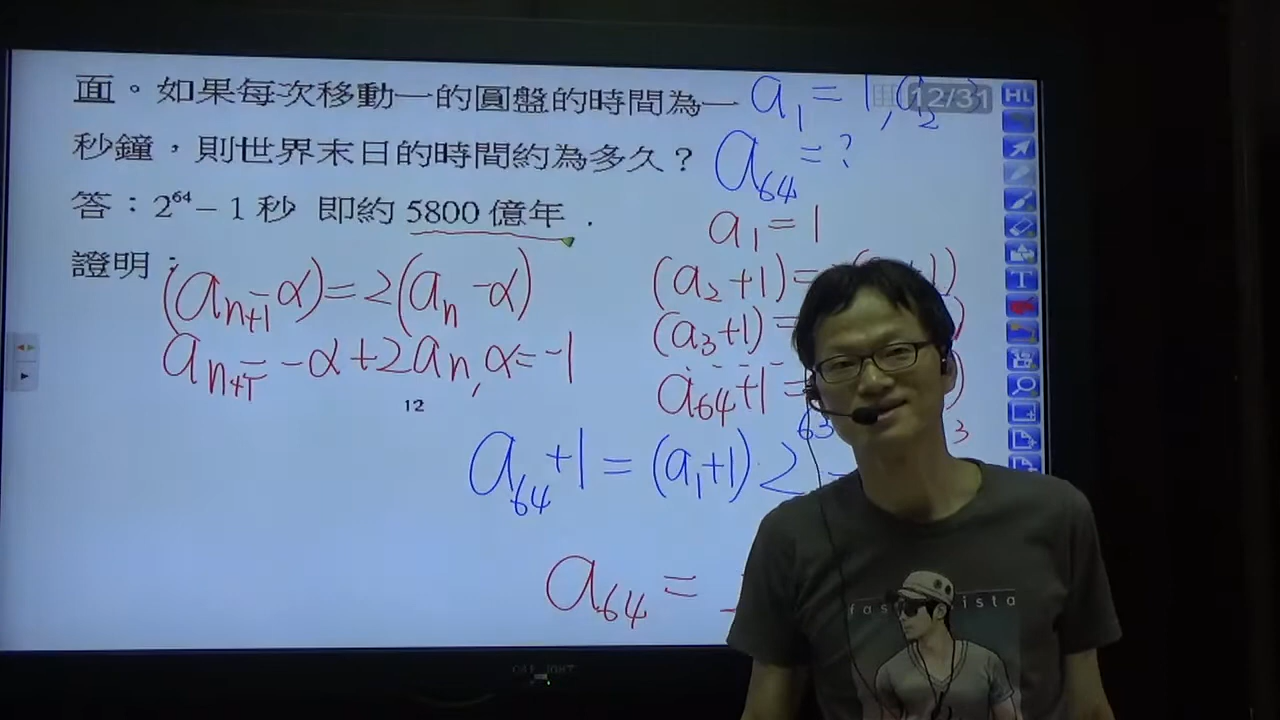 面。如果每次移動一的圓盤的時間為一
秒鐘，則世界末日的時間約為多久？
答：2⁶⁴－1 秒 即約 5800 億年．
證明：
a₁ = 1, a₂
12/31
a₆₄ = ?
a₁ = 1
(aₙ₊₁ - α) = 2(aₙ - α)
(a₂+1) =
(a₃+1) =
aₙ₊₁ = -α + 2aₙ, α = -1
a₆₄+1 =
12
a₆₄ + 1 = (a₁+1)·2⁶³
a₆₄ =
HL
T